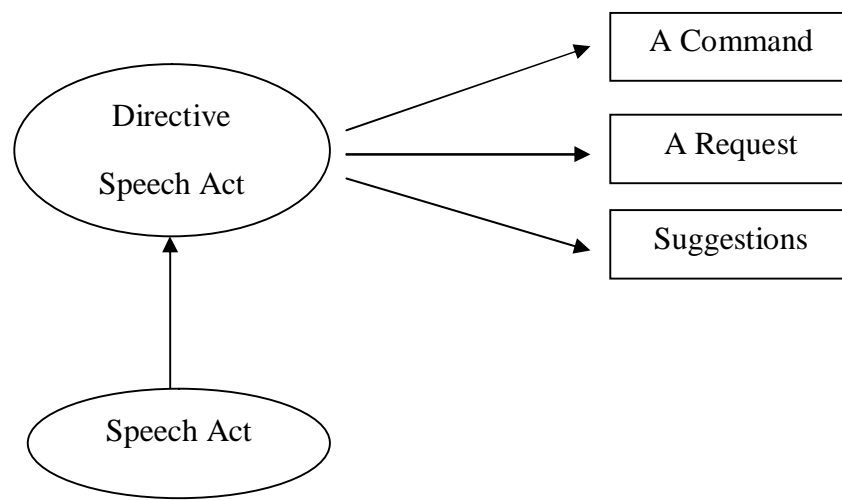 Directive
Speech Act
A Command
A Request
Suggestions
Speech Act